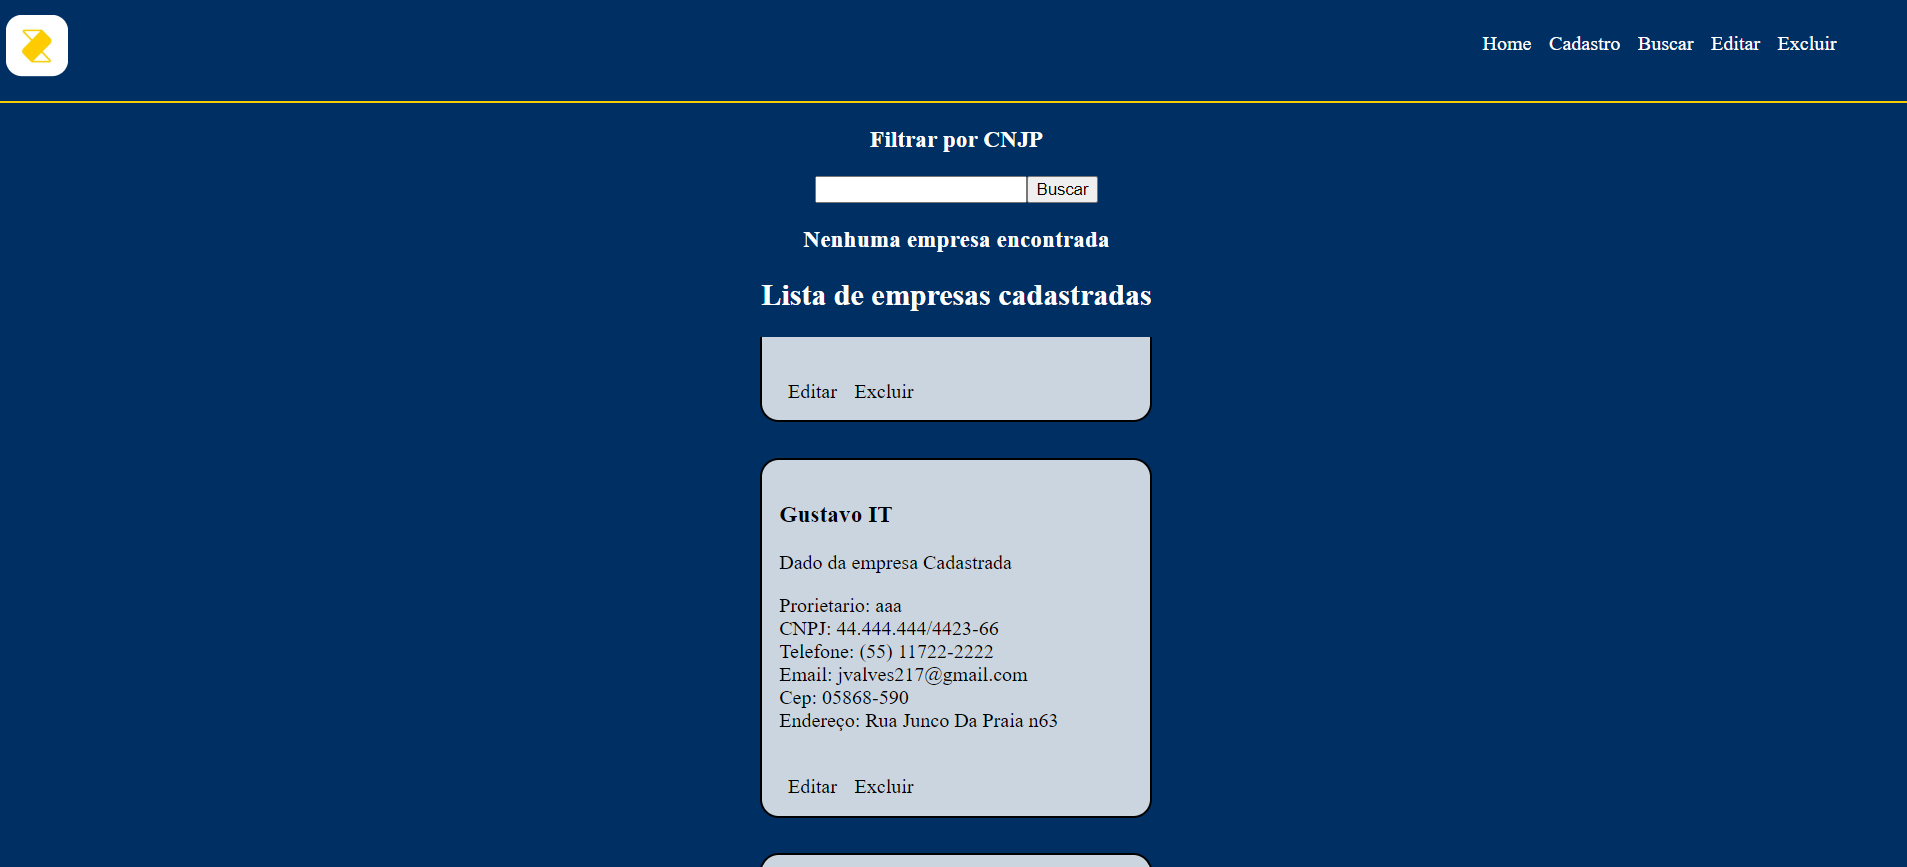 Home Cadastro Buscar Editar Excluir
Filtrar por CNJP
Buscar
Nenhuma empresa encontrada
Lista de empresas cadastradas
Editar Excluir
Gustavo IT
Dado da empresa Cadastrada
Prorietario: aaa
CNPJ: 44.444.444/4423-66
Telefone: (55) 11722-2222
Email: jvalves217@gmail.com
Cep: 05868-590
Endereço: Rua Junco Da Praia n63
Editar Excluir